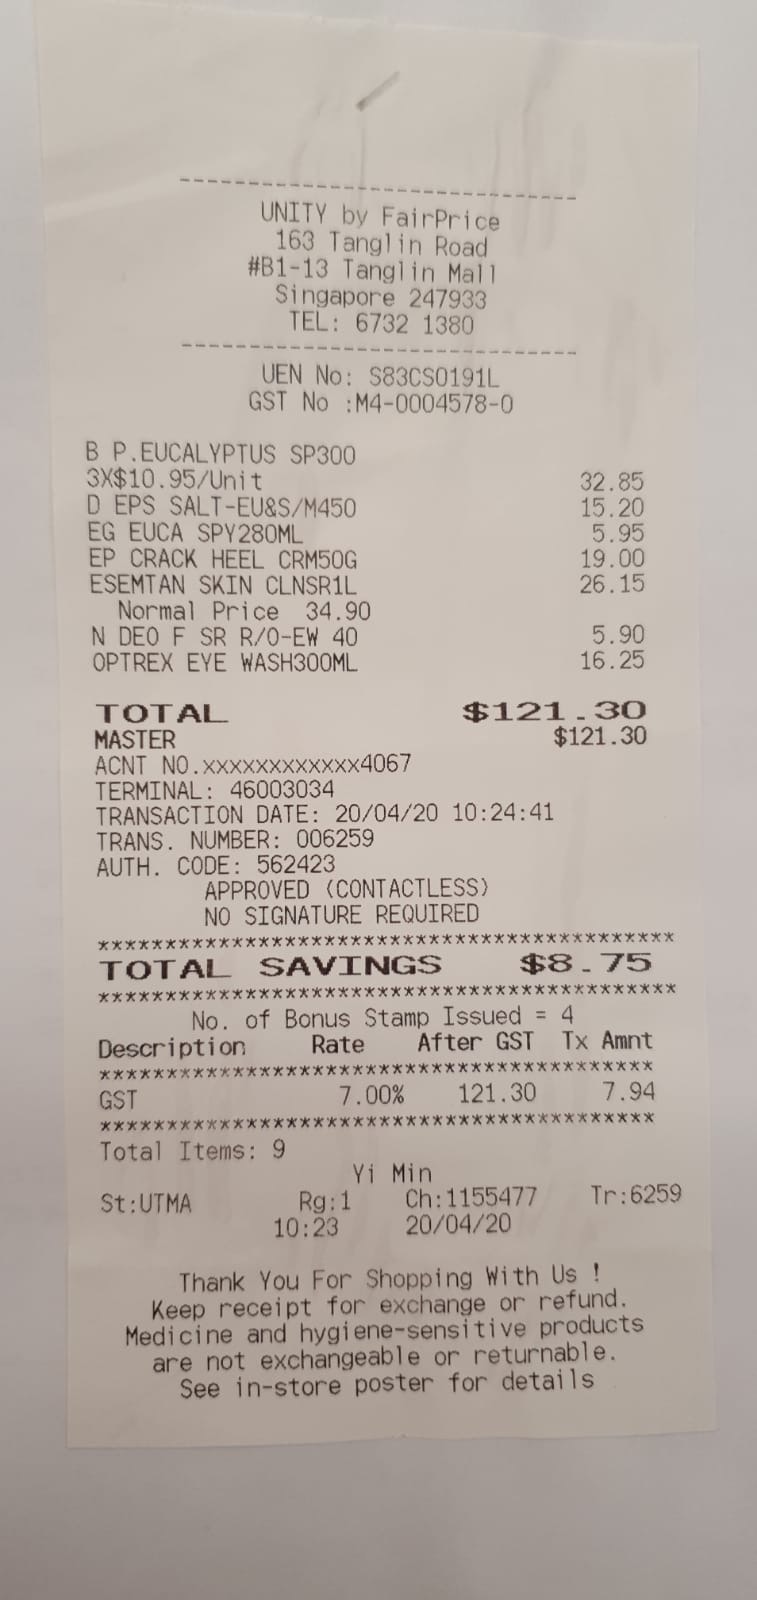 ------------------------------
UNITY by FairPrice
163 Tanglin Road
#B1-13 Tanglin Mall
Singapore 247933
TEL: 6732 1380
------------------------------
UEN No: S83CS0191L
GST No :M4-0004578-0
B P.EUCALYPTUS SP300
3X$10.95/Unit 32.85
D EPS SALT-EU&S/M450 15.20
EG EUCA SPY280ML 5.95
EP CRACK HEEL CRM50G 19.00
ESEMTAN SKIN CLNSR1L 26.15
Normal Price 34.90
N DEO F SR R/O-EW 40 5.90
OPTREX EYE WASH300ML 16.25
TOTAL $121.30
MASTER $121.30
ACNT NO.xxxxxxxxxxxx4067
TERMINAL: 46003034
TRANSACTION DATE: 20/04/20 10:24:41
TRANS. NUMBER: 006259
AUTH. CODE: 562423
APPROVED (CONTACTLESS)
NO SIGNATURE REQUIRED
********************************************
TOTAL SAVINGS $8.75
********************************************
No. of Bonus Stamp Issued = 4
Description Rate After GST Tx Amnt
******************************************
GST 7.00% 121.30 7.94
******************************************
Total Items: 9
Yi Min
St:UTMA Rg:1 Ch:1155477 Tr:6259
10:23 20/04/20
Thank You For Shopping With Us !
Keep receipt for exchange or refund.
Medicine and hygiene-sensitive products
are not exchangeable or returnable.
See in-store poster for details